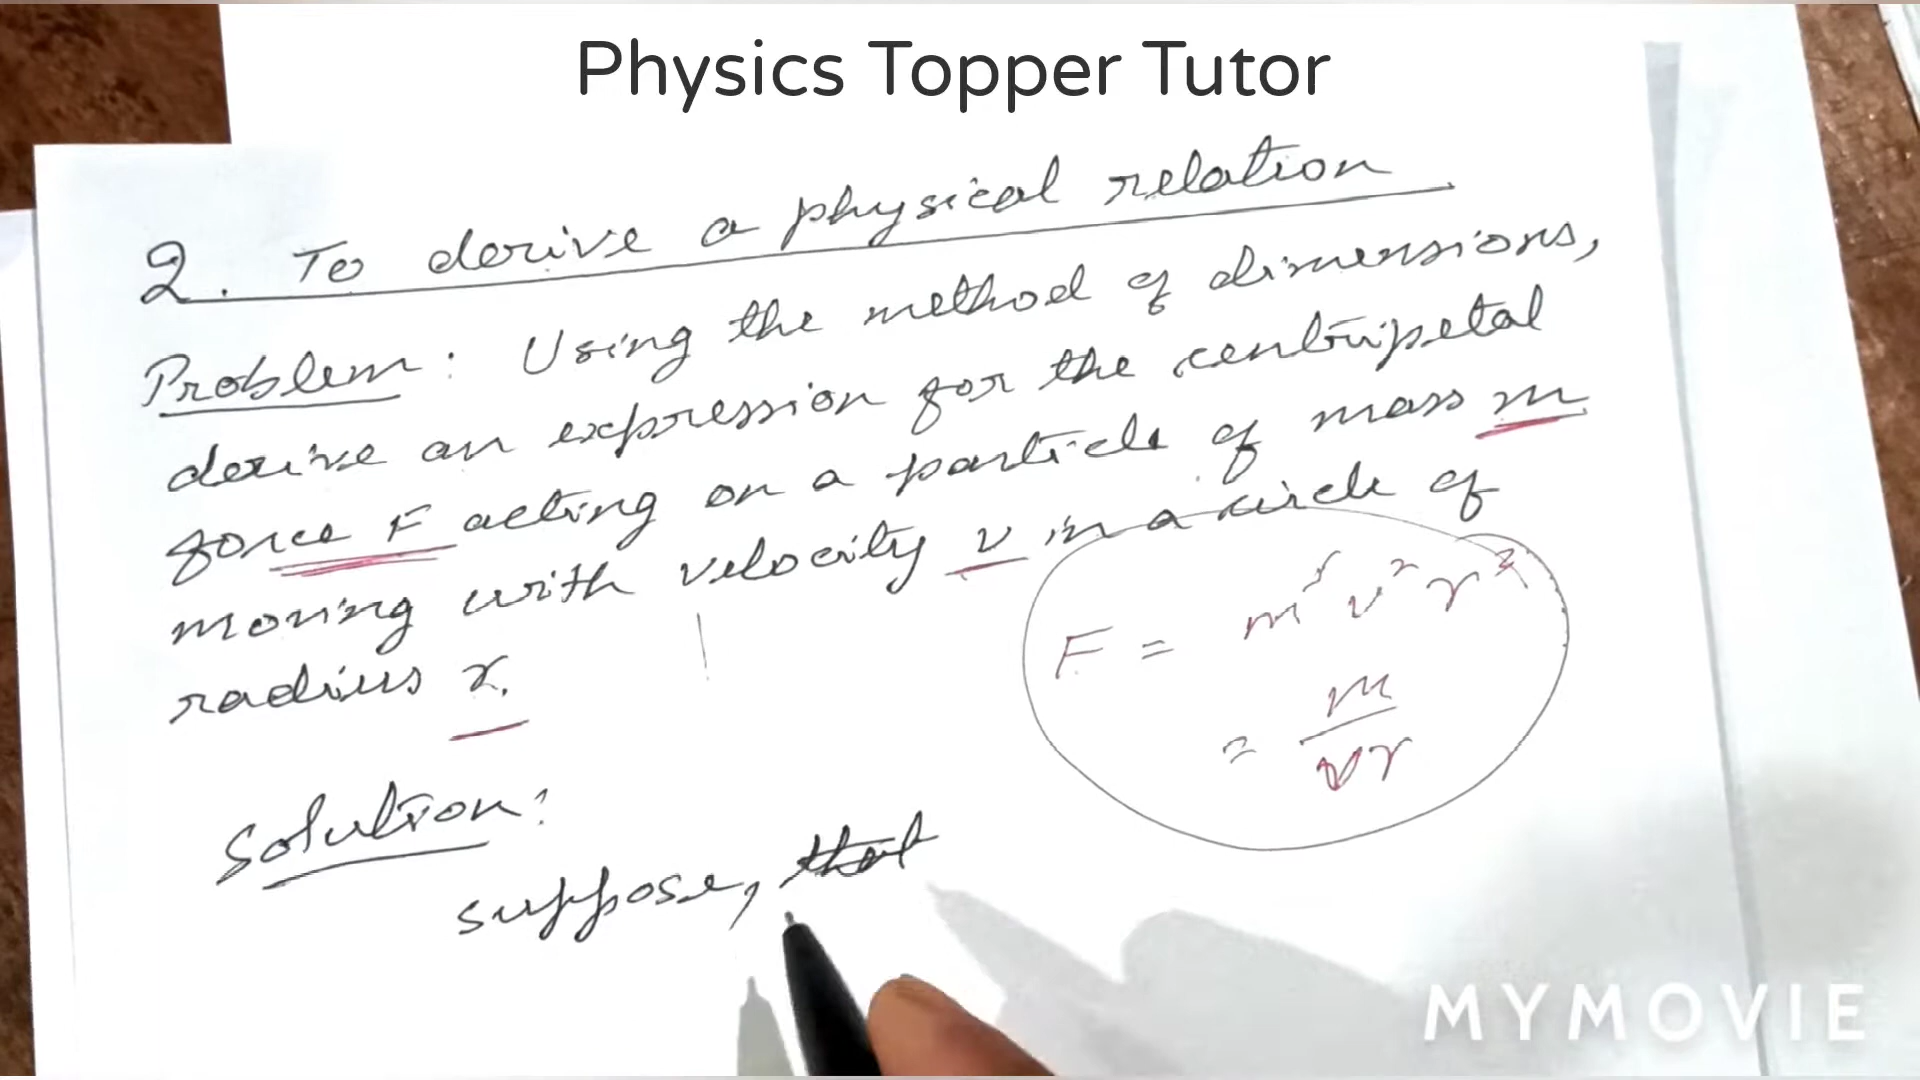 Physics Topper Tutor
2. To derive a physical relation
Problem: Using the method of dimensions,
derive an expression for the centripetal
force F acting on a particle of mass m
moving with velocity v in a circle of
radius r.
F =
= m
vr
Solution:
suppose, that
MYMOVIE